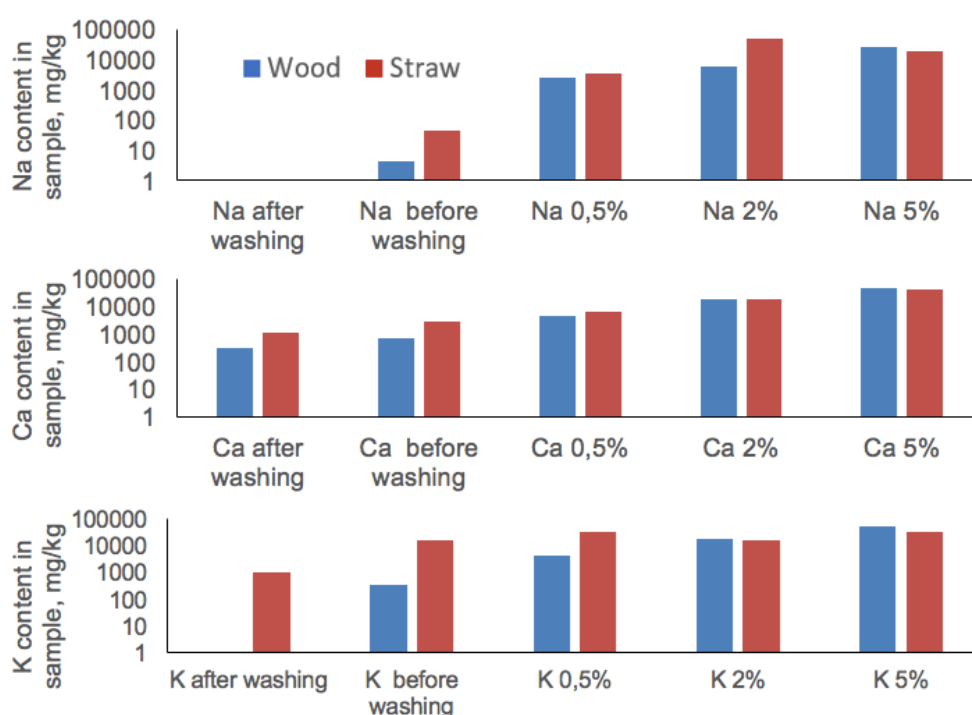 Na content in
sample, mg/kg
100000
10000
1000
100
10
1
Wood
Straw
Na after
washing
Na before
washing
Na 0,5%
Na 2%
Na 5%
Ca content in
sample, mg/kg
100000
10000
1000
100
10
1
Ca after
washing
Ca before
washing
Ca 0,5%
Ca 2%
Ca 5%
K content in
sample, mg/kg
100000
10000
1000
100
10
1
K after washing
K before
washing
K 0,5%
K 2%
K 5%